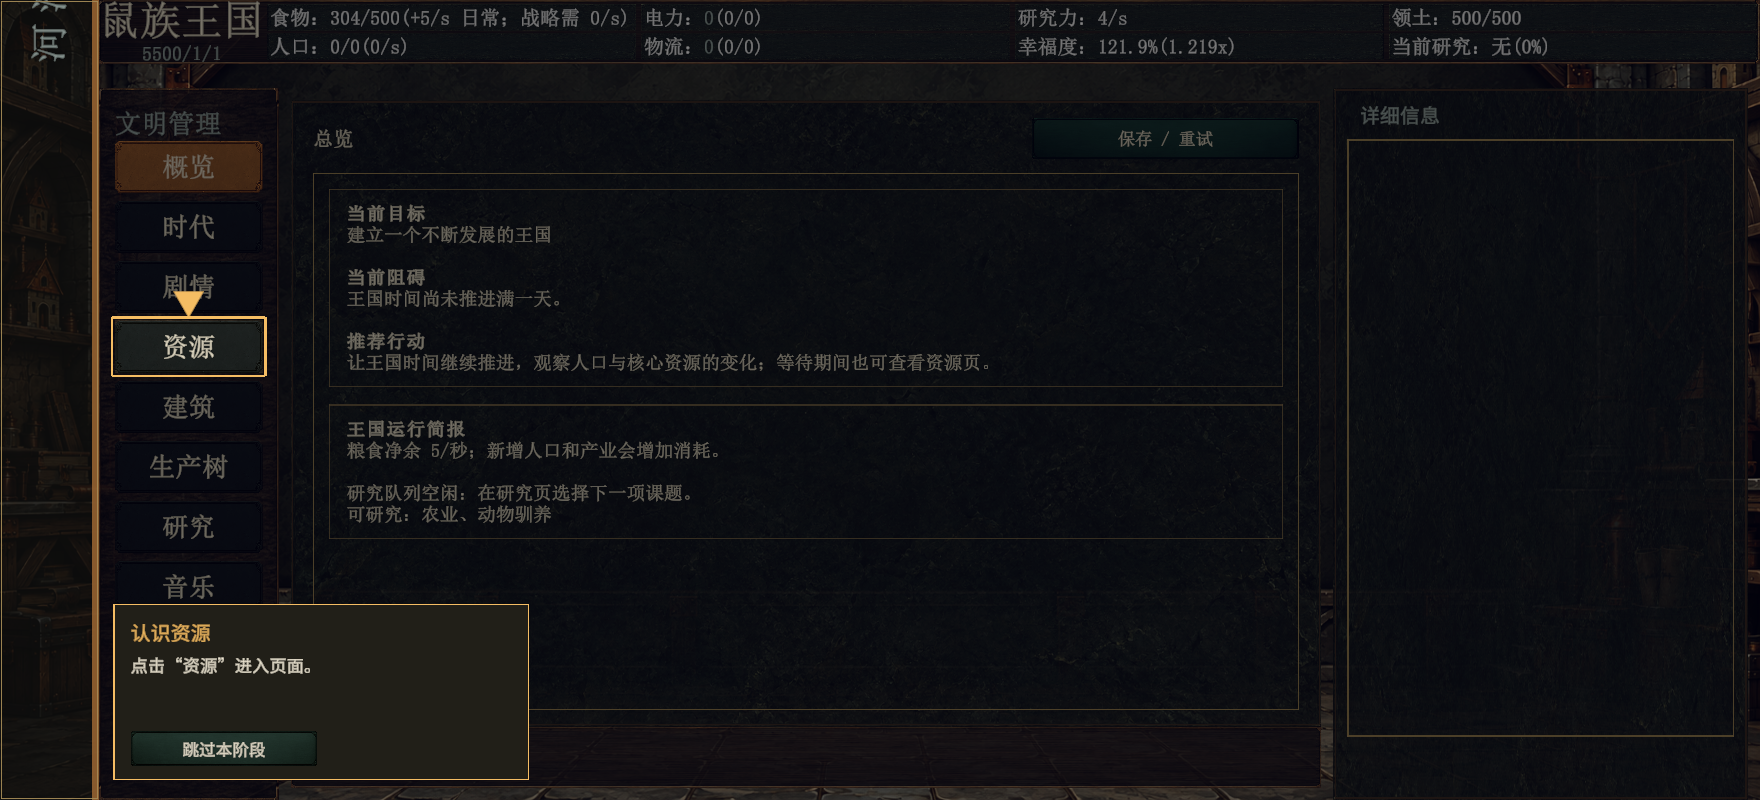 河
鼠族王国
5500/1/1
食物：304/500(+5/s 日常；战略需 0/s)
电力：0(0/0)
研究力：4/s
领土：500/500
人口：0/0(0/s)
物流：0(0/0)
幸福度：121.9%(1.219x)
当前研究：无(0%)
文明管理
概览
时代
剧情
资源
建筑
生产树
研究
音乐
总览
保存 / 重试
当前目标
建立一个不断发展的王国
当前阻碍
王国时间尚未推进满一天。
推荐行动
让王国时间继续推进，观察人口与核心资源的变化；等待期间也可查看资源页。
王国运行简报
粮食净余 5/秒；新增人口和产业会增加消耗。
研究队列空闲：在研究页选择下一项课题。
可研究：农业、动物驯养
详细信息
认识资源
点击“资源”进入页面。
跳过本阶段